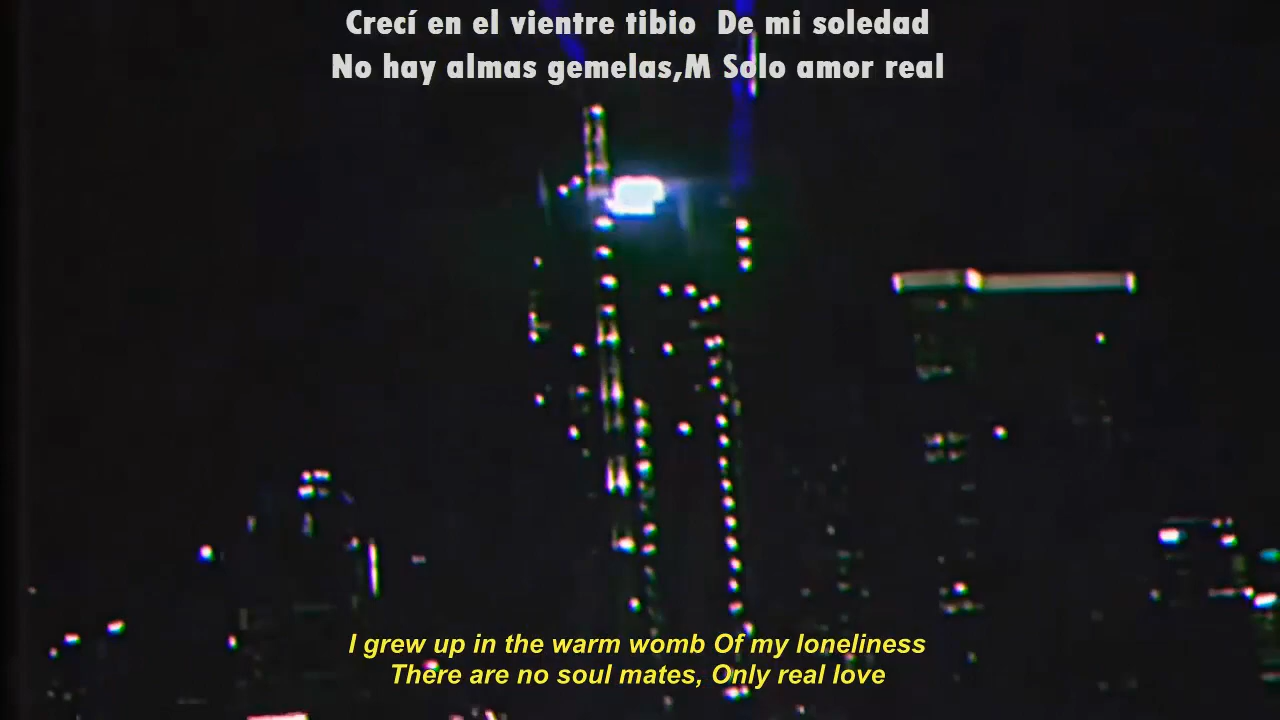 Crecí en el vientre tibio  De mi soledad
No hay almas gemelas,M Solo amor real
I grew up in the warm womb Of my loneliness
There are no soul mates, Only real love